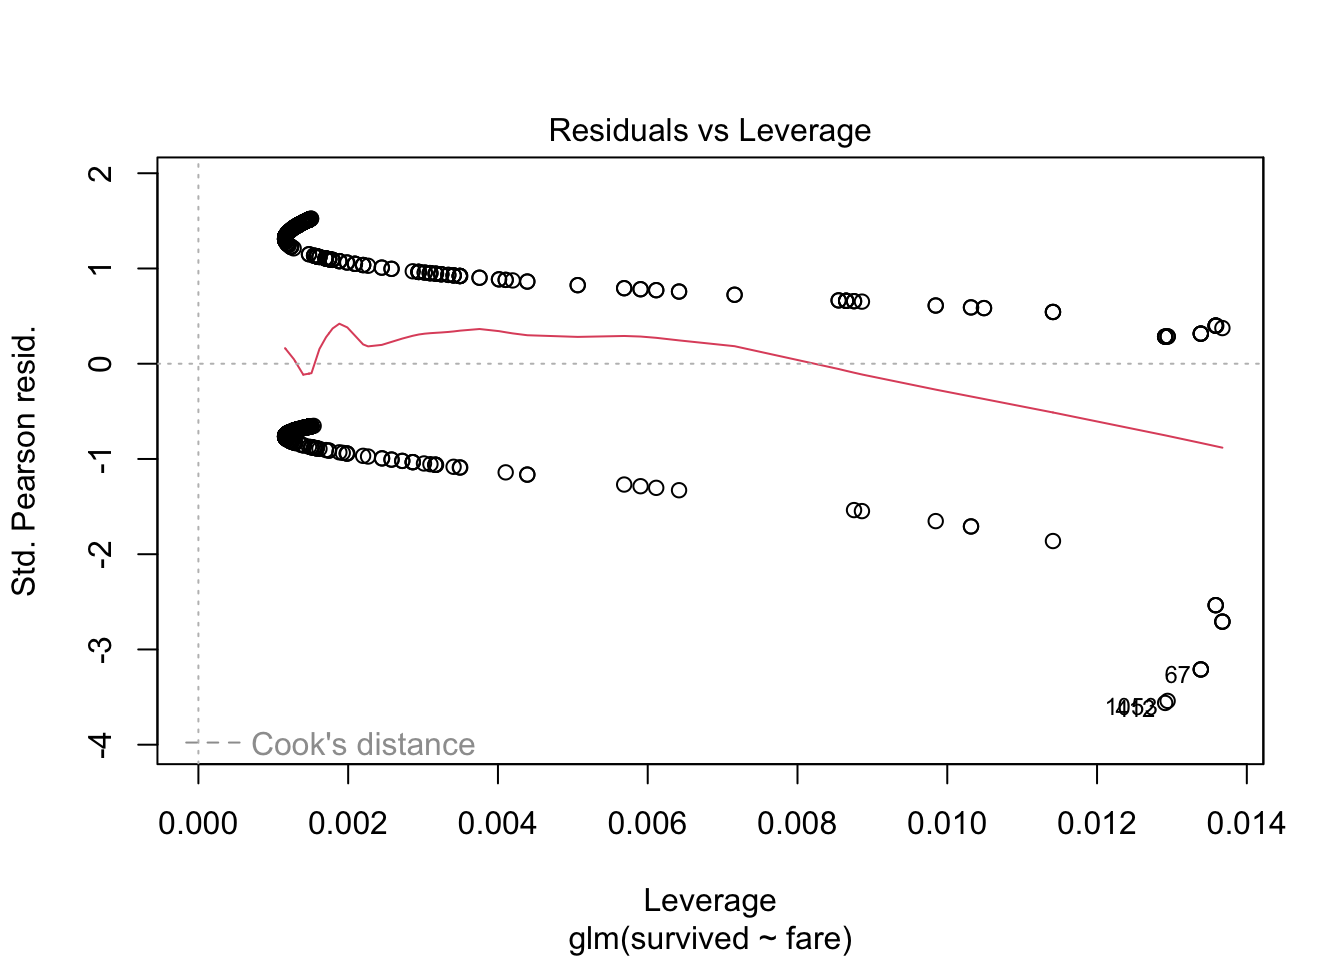 Residuals vs Leverage
Std. Pearson resid.
2
1
0
-1
-2
-3
-4
67
Cook's distance
0.000 0.002 0.004 0.006 0.008 0.010 0.012 0.014
Leverage
glm(survived ~ fare)